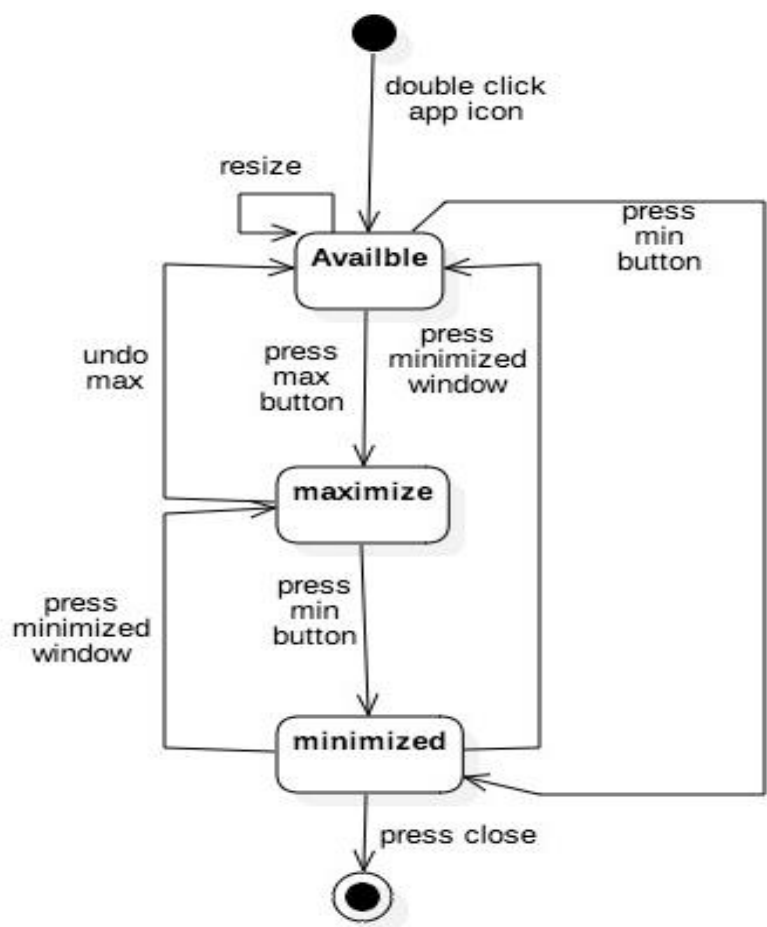 double click
app icon
resize
press
min
button
Availble
undo
max
press
max
button
press
minimized
window
maximize
press
minimized
window
press
min
button
minimized
press close